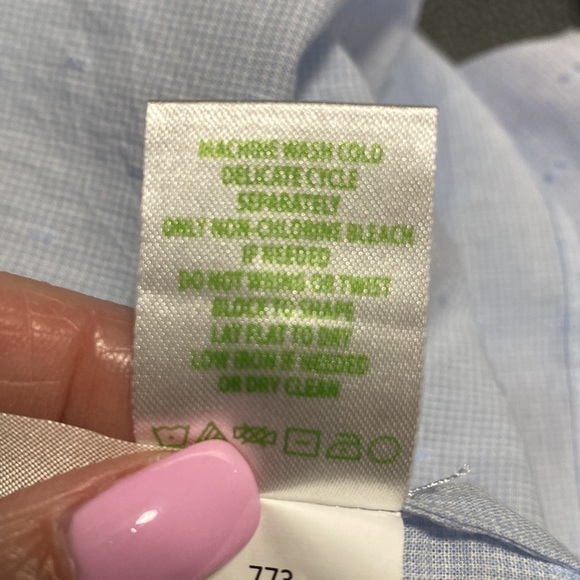 MACHINE WASH COLD
DELICATE CYCLE
SEPARATELY
ONLY NON-CHLORINE BLEACH
IF NEEDED
DO NOT WRING OR TWIST
BLOCK TO SHAPE
LAY FLAT TO DRY
LOW IRON IF NEEDED
OR DRY CLEAN
773